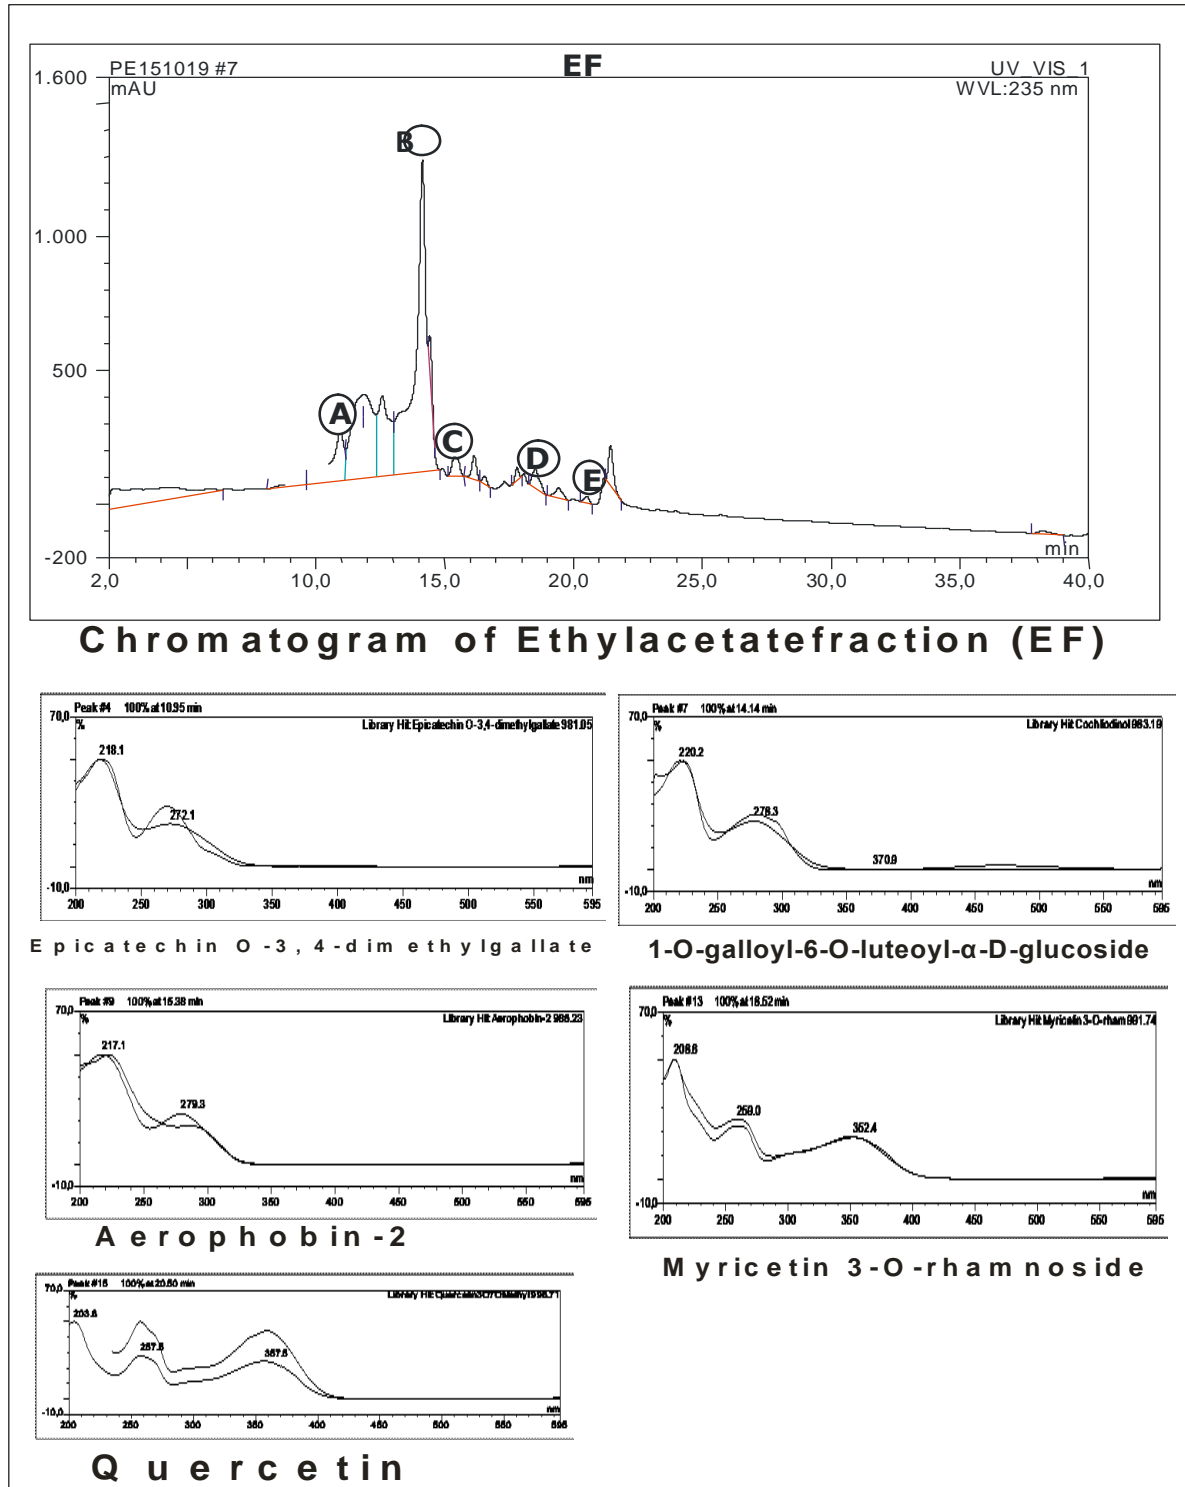 PE151019 #7 EF UV_VIS_1
mAU WVL:235 nm
1.600
1.000
500
-200
B
A
C
D
E
min
2,0 10,0 15,0 20,0 25,0 30,0 35,0 40,0
Chromatogram of Ethylacetatefraction (EF)
Peak #4 100% at 10.95 min
70,0
%
Library Hit: Epicatechin O-3,4-dimethylgallate 981.05
218.1
272.1
-10,0
nm
200 250 300 350 400 450 500 595
Epicatechin O-3,4-dimethylgallate
Peak #7 100% at 14.14 min
70,0
%
Library Hit: Cochliodinol 983.19
220.2
278.3
370.9
-10,0
nm
200 250 300 350 400 450 500 595
1-O-galloyl-6-O-luteoyl-α-D-glucoside
Peak #9 100% at 15.38 min
70,0
%
Library Hit: Aerophobin-2 985.23
217.1
279.3
-10,0
nm
200 250 300 350 400 450 500 595
Aerophobin-2
Peak #13 100% at 18.52 min
70,0
%
Library Hit: Myricetin 3-O-rham 991.74
208.6
259.0
352.4
-10,0
nm
200 250 300 350 400 450 500 595
Myricetin 3-O-rhamnoside
100% at 20.50 min
70,0
%
Library Hit:
203.6
257.5
357.5
-10,0
nm
200 250 300 350 400 450 500 550 595
Quercetin